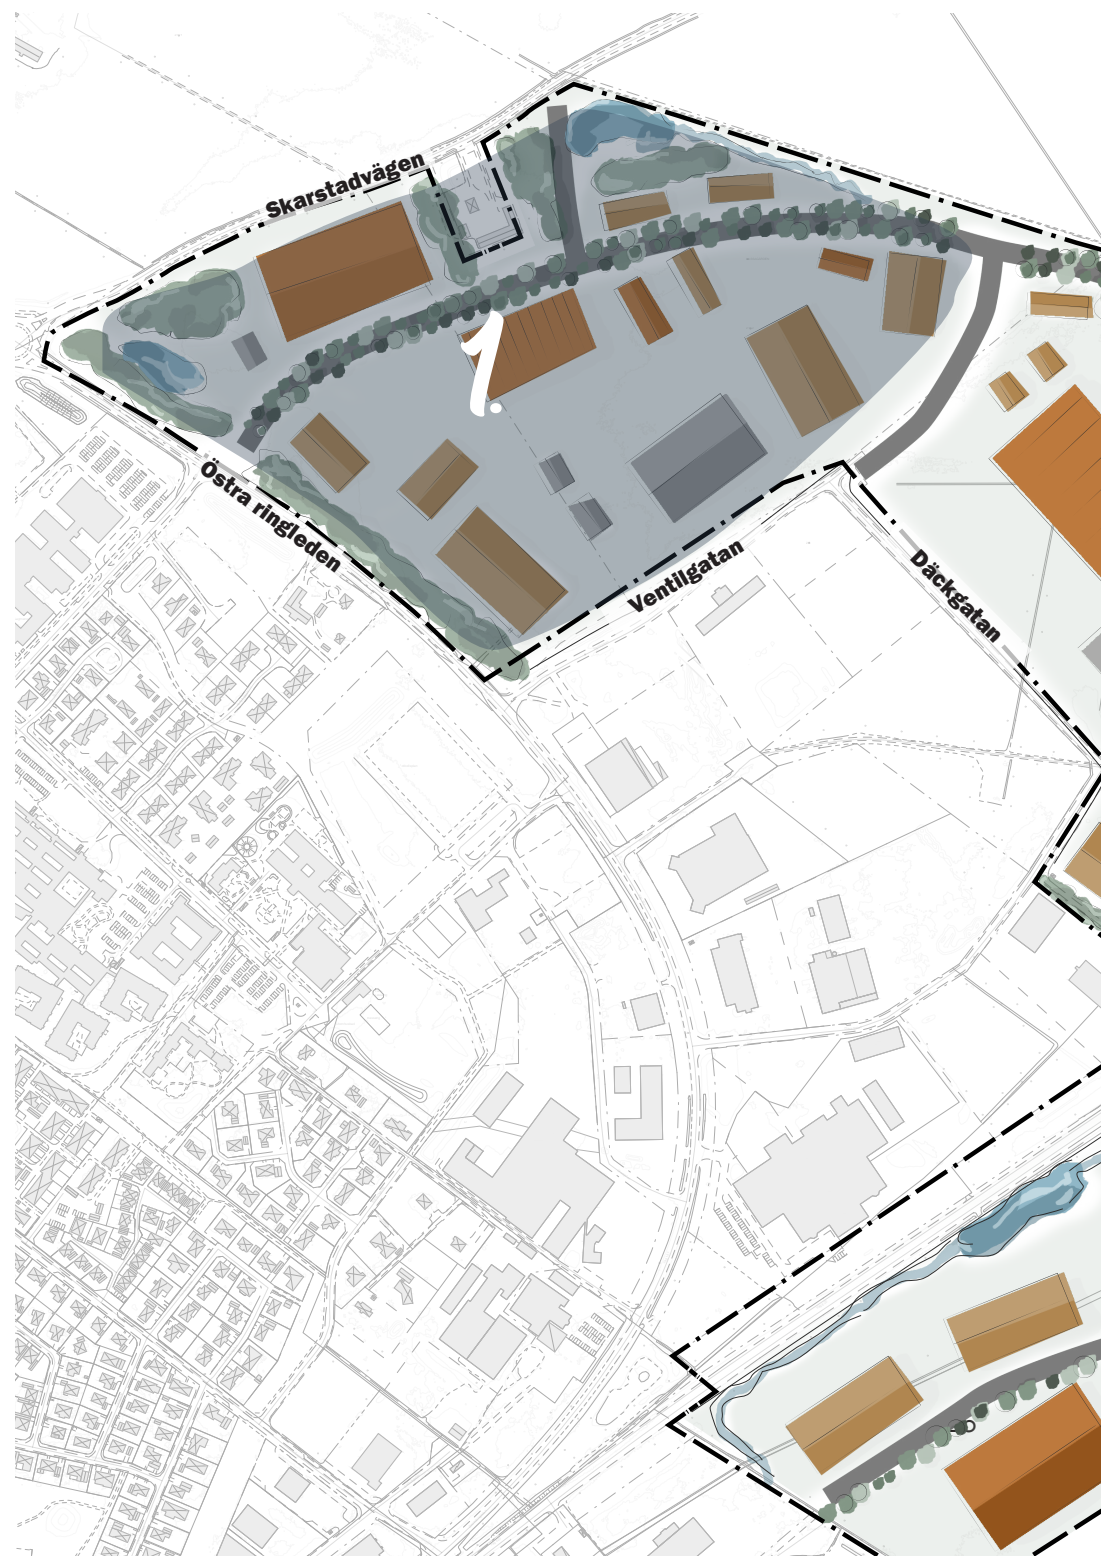 Skarstadvägen
1.
Östra ringleden
Ventilgatan
Däckgatan